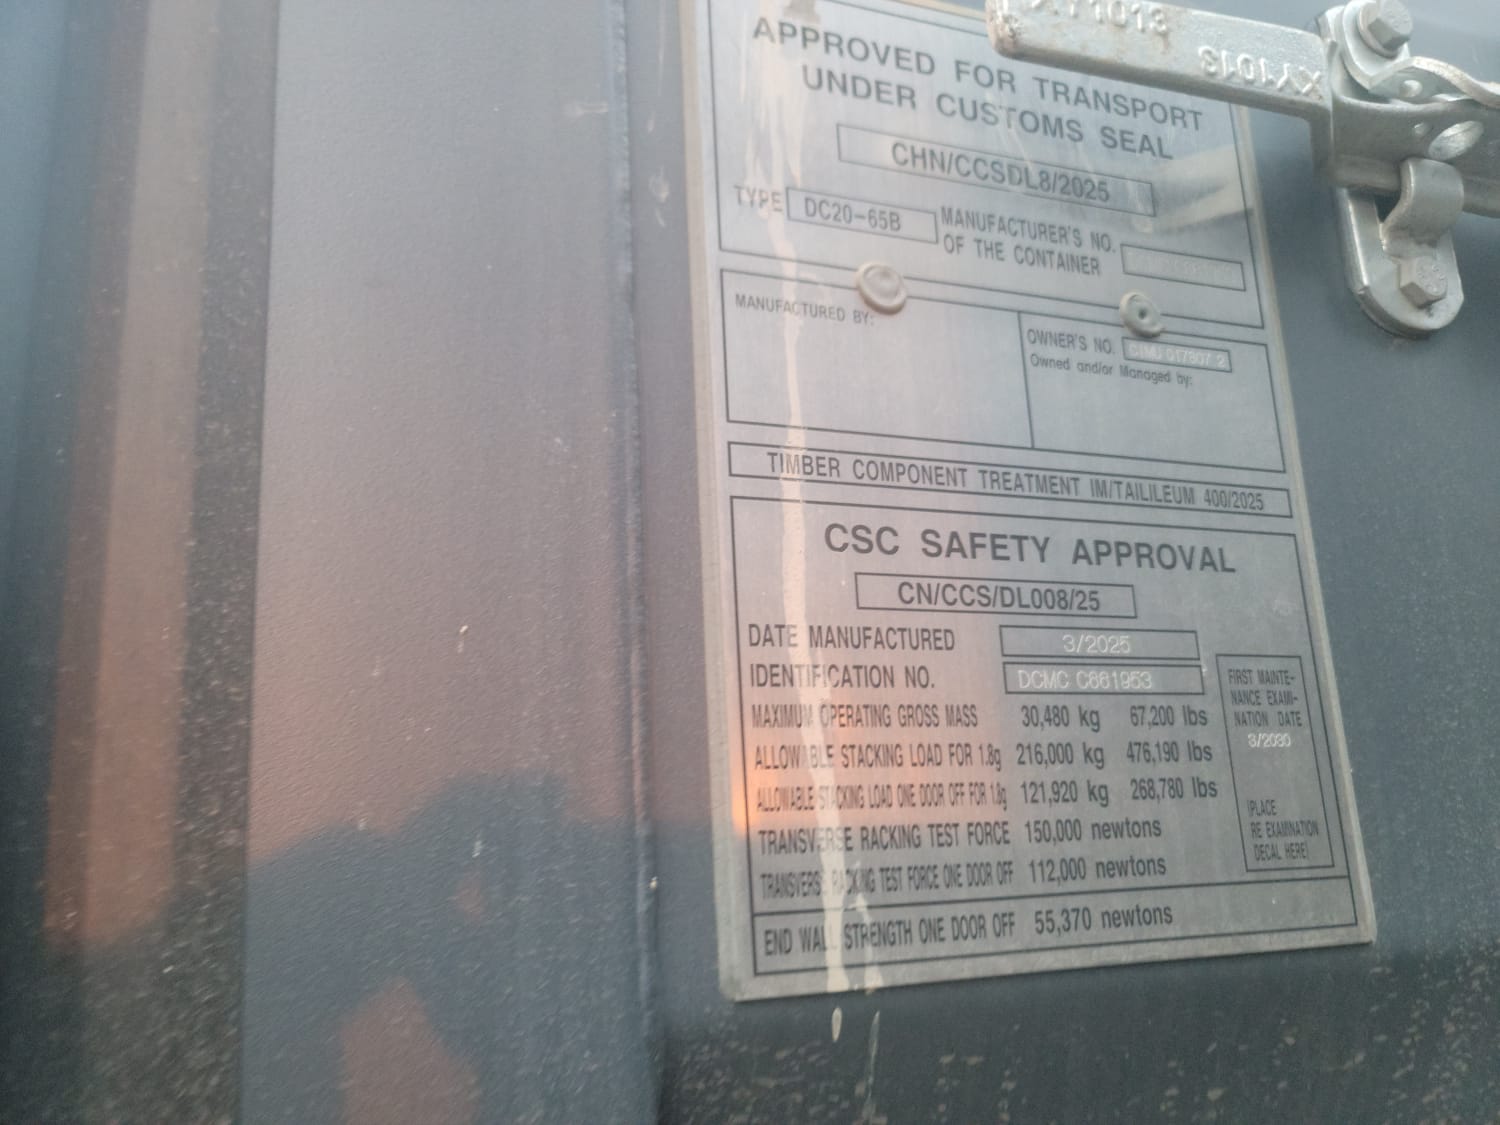 XY1013
XY1013
APPROVED FOR TRANSPORT
UNDER CUSTOMS SEAL
CHN/CCSDL8/2025
TYPE DC20-65B MANUFACTURER'S NO.
OF THE CONTAINER
MANUFACTURED BY:
OWNER'S NO. 017807 2
Owned and/or Managed by:
TIMBER COMPONENT TREATMENT IM/TAILILEUM 400/2025
CSC SAFETY APPROVAL
CN/CCS/DL008/25
DATE MANUFACTURED 3/2025
IDENTIFICATION NO. DCMC C661953
MAXIMUM OPERATING GROSS MASS 30,480 kg 67,200 lbs
ALLOWABLE STACKING LOAD FOR 1.8g 216,000 kg 476,190 lbs
ALLOWABLE STACKING LOAD ONE DOOR OFF FOR 1.8g 121,920 kg 268,780 lbs
TRANSVERSE RACKING TEST FORCE 150,000 newtons
TRANSVERSE RACKING TEST FORCE ONE DOOR OFF 112,000 newtons
END WALL STRENGTH ONE DOOR OFF 55,370 newtons
FIRST MAINTE-
NANCE EXAMI-
NATION DATE
3/2030
(PLACE
RE EXAMINATION
DECAL HERE)